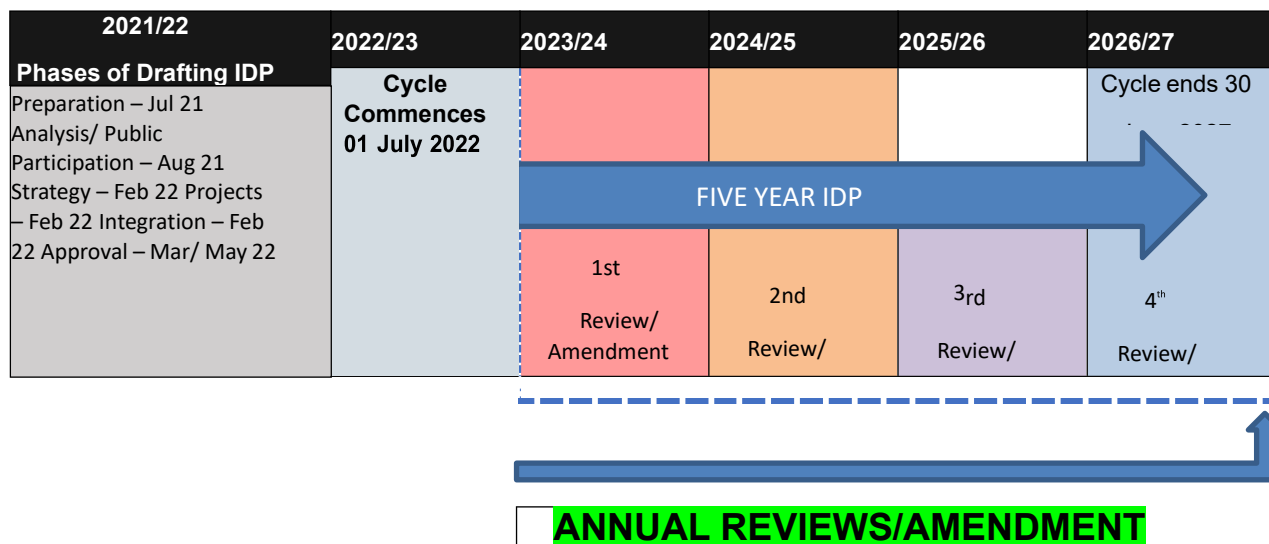 2021/22
Phases of Drafting IDP
2022/23
2023/24
2024/25
2025/26
2026/27
Preparation – Jul 21
Analysis/ Public
Participation – Aug 21
Strategy – Feb 22 Projects
– Feb 22 Integration – Feb
22 Approval – Mar/ May 22
Cycle
Commences
01 July 2022
Cycle ends 30
FIVE YEAR IDP
1st
Review/
Amendment
2nd
Review/
3rd
Review/
4th
Review/
ANNUAL REVIEWS/AMENDMENT